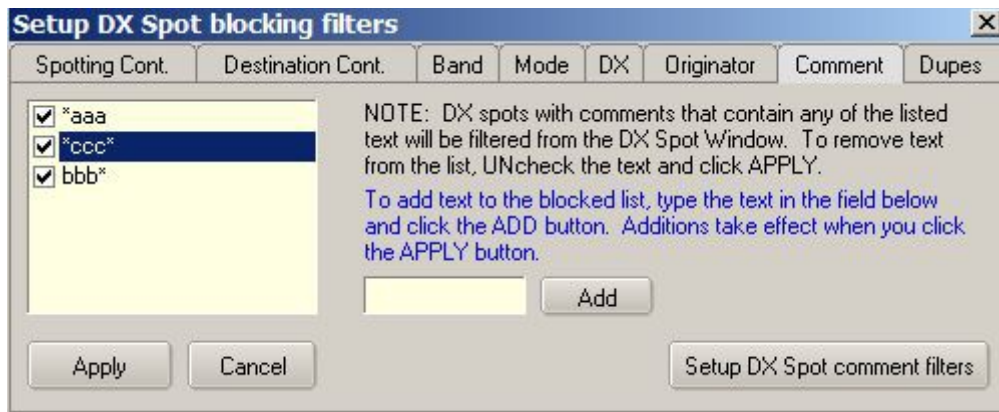 Setup DX Spot blocking filters
Spotting Cont. Destination Cont. Band Mode DX Originator Comment Dupes
*aaa
*ccc*
bbb*
NOTE: DX spots with comments that contain any of the listed
text will be filtered from the DX Spot Window. To remove text
from the list, UNcheck the text and click APPLY.
To add text to the blocked list, type the text in the field below
and click the ADD button. Additions take effect when you click
the APPLY button.
Add
Apply Cancel Setup DX Spot comment filters